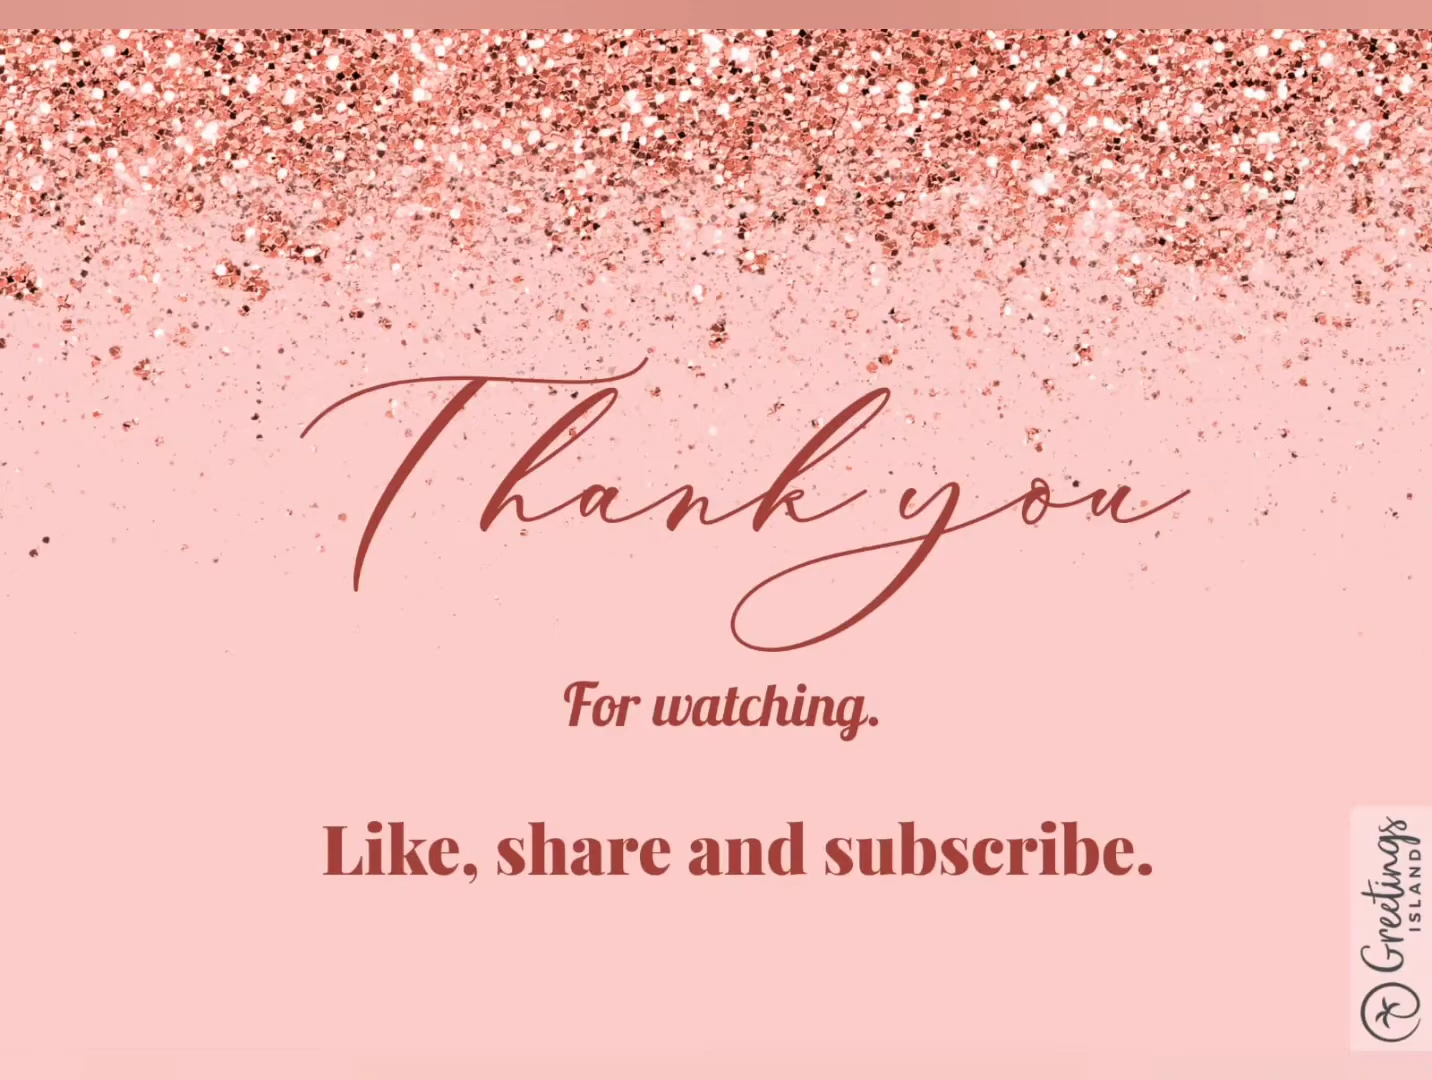 Thank you
For watching.
Like, share and subscribe.
Greetings
ISLAND